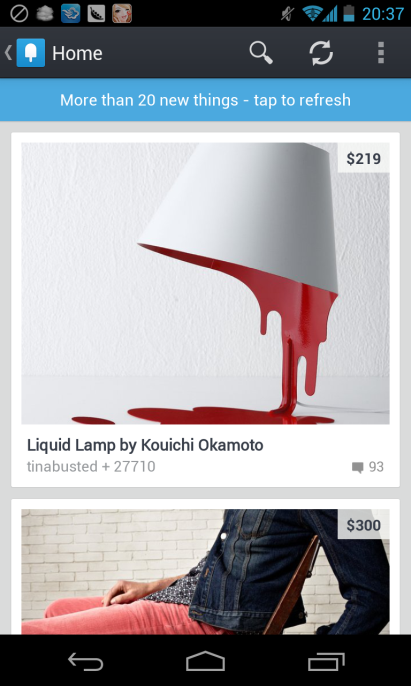 20:37
Home
More than 20 new things - tap to refresh
$219
Liquid Lamp by Kouichi Okamoto
tinabusted + 27710
93
$300